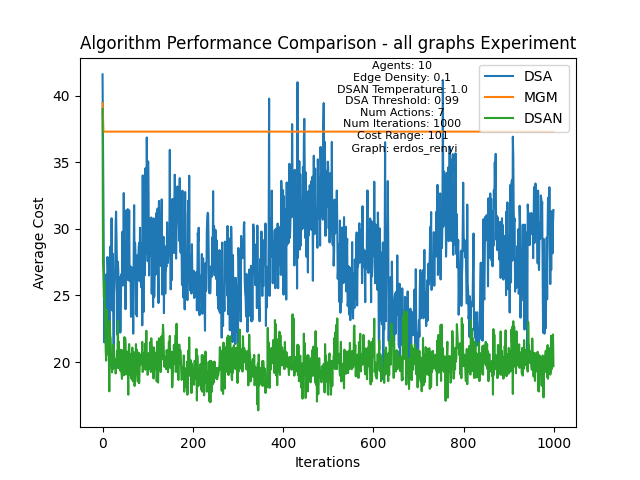 Algorithm Performance Comparison - all graphs Experiment
Agents: 10
Edge Density: 0.1
DSAN Temperature: 1.0
DSA Threshold: 0.99
Num Actions: 7
Num Iterations: 1000
Cost Range: 101
Graph: erdos_renyi
DSA
MGM
DSAN
Average Cost
40
35
30
25
20
0 200 400 600 800 1000
Iterations